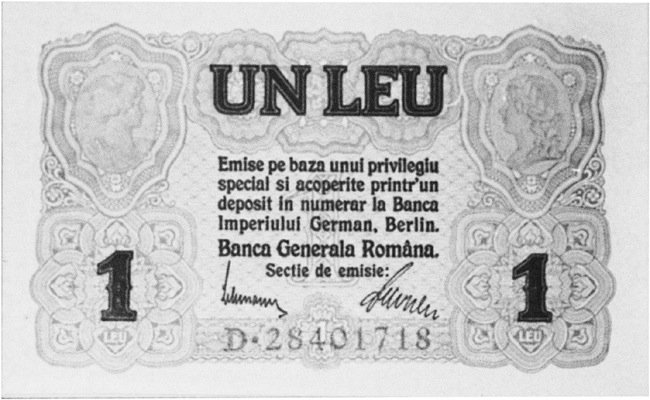 UN LEU
Emise pe baza unui privilegiu
special si acoperite printr'un
deposit in numerar la Banca
Imperiului German, Berlin.
Banca Generala Româna.
Sectie de emisie:
1
1
D·28401718
LEU
LEU